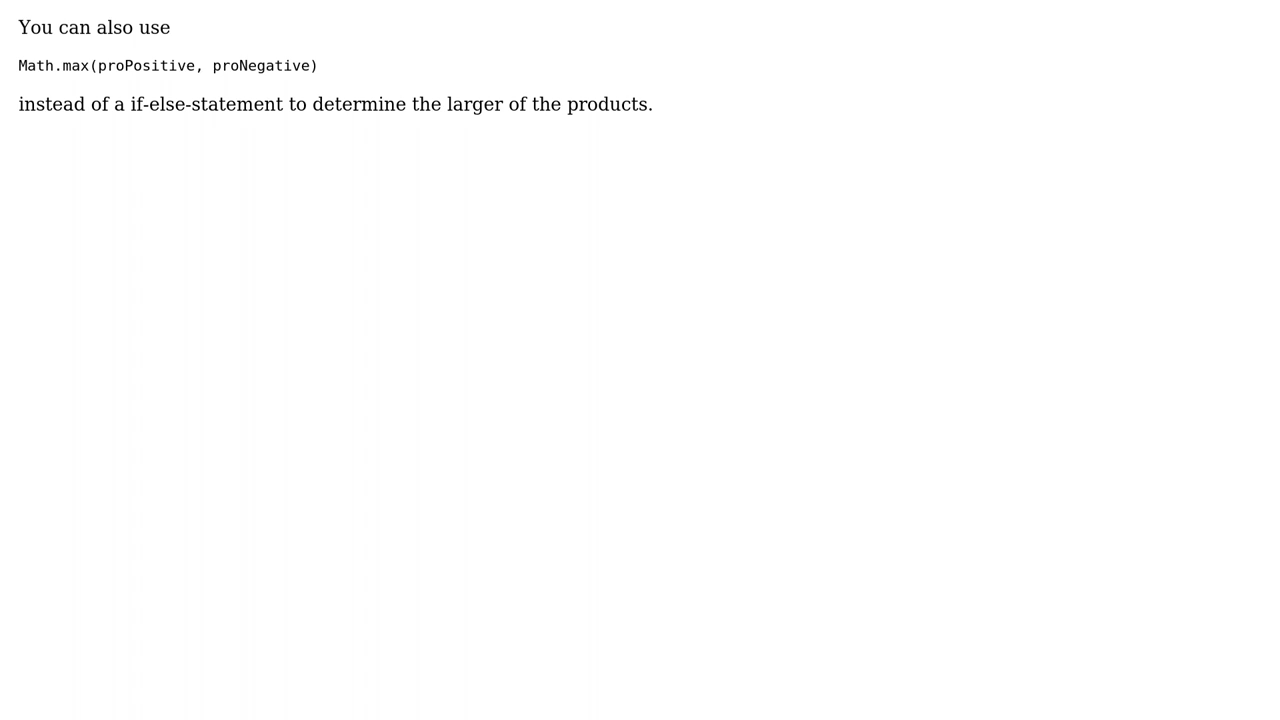 You can also use
Math.max(proPositive, proNegative)
instead of a if-else-statement to determine the larger of the products.